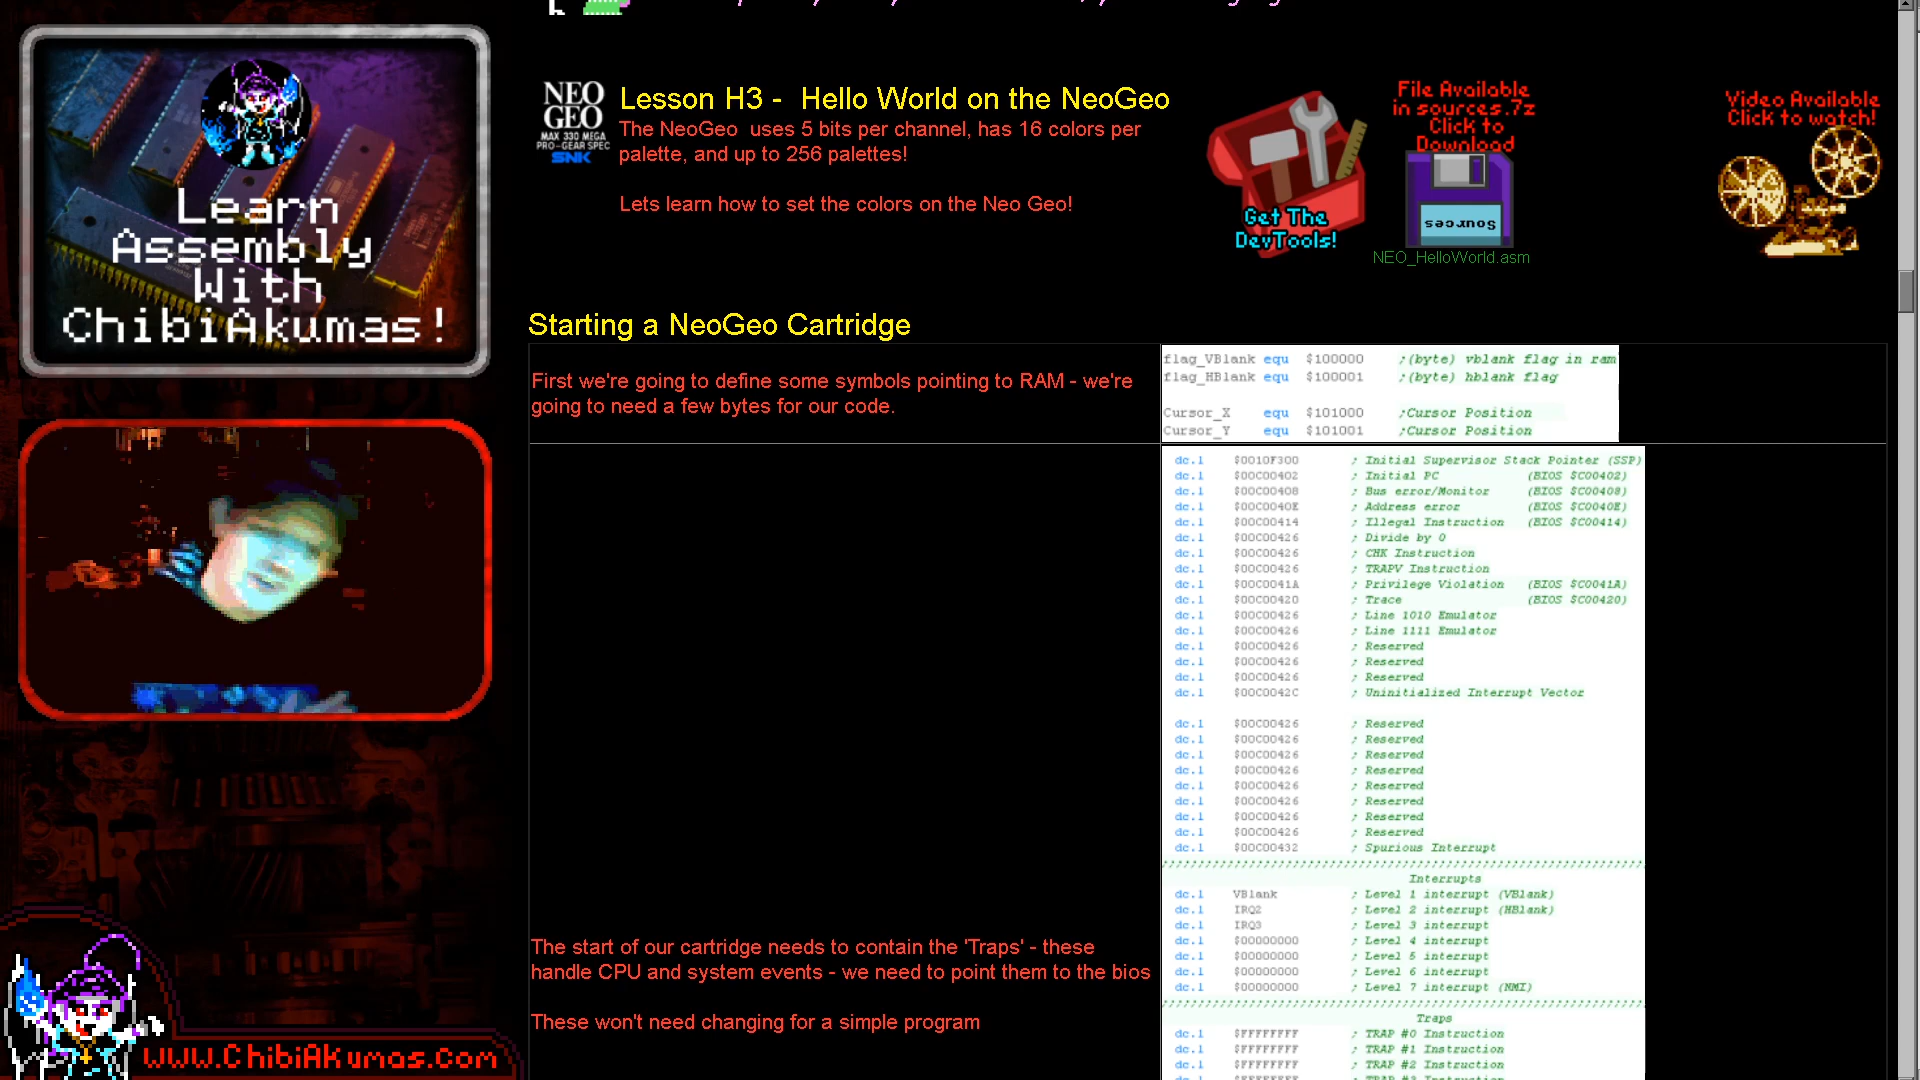 Learn
Assembly
With
ChibiAkumas!
www.ChibiAkumas.com
NEO
GEO
MAX 330 MEGA
PRO-GEAR SPEC
SNK
Lesson H3 -  Hello World on the NeoGeo
The NeoGeo  uses 5 bits per channel, has 16 colors per
palette, and up to 256 palettes!
Lets learn how to set the colors on the Neo Geo!
Get The
DevTools!
File Available
in sources.7z
Click to
Download
Sources
NEO_HelloWorld.asm
Video Available
Click to watch!
Starting a NeoGeo Cartridge
First we're going to define some symbols pointing to RAM - we're
going to need a few bytes for our code.
flag_VBlank equ $100000 ;(byte) vblank flag in ram
flag_HBlank equ $100001 ;(byte) hblank flag
Cursor_X equ $101000 ;Cursor Position
Cursor_Y equ $101001 ;Cursor Position
The start of our cartridge needs to contain the 'Traps' - these
handle CPU and system events - we need to point them to the bios
These won't need changing for a simple program
dc.l $0010F300 ; Initial Supervisor Stack Pointer (SSP)
dc.l $00C00402 ; Initial PC (BIOS $C00402)
dc.l $00C00408 ; Bus error/Monitor (BIOS $C00408)
dc.l $00C0040E ; Address error (BIOS $C0040E)
dc.l $00C00414 ; Illegal Instruction (BIOS $C00414)
dc.l $00C00426 ; Divide by 0
dc.l $00C00426 ; CHK Instruction
dc.l $00C00426 ; TRAPV Instruction
dc.l $00C0041A ; Privilege Violation (BIOS $C0041A)
dc.l $00C00420 ; Trace (BIOS $C00420)
dc.l $00C00426 ; Line 1010 Emulator
dc.l $00C00426 ; Line 1111 Emulator
dc.l $00C00426 ; Reserved
dc.l $00C00426 ; Reserved
dc.l $00C00426 ; Reserved
dc.l $00C0042C ; Uninitialized Interrupt Vector
dc.l $00C00426 ; Reserved
dc.l $00C00426 ; Reserved
dc.l $00C00426 ; Reserved
dc.l $00C00426 ; Reserved
dc.l $00C00426 ; Reserved
dc.l $00C00426 ; Reserved
dc.l $00C00426 ; Reserved
dc.l $00C00426 ; Reserved
dc.l $00C00432 ; Spurious Interrupt
Interrupts
dc.l VBlank ; Level 1 interrupt (VBlank)
dc.l IRQ2 ; Level 2 interrupt (HBlank)
dc.l IRQ3 ; Level 3 interrupt
dc.l $00000000 ; Level 4 interrupt
dc.l $00000000 ; Level 5 interrupt
dc.l $00000000 ; Level 6 interrupt
dc.l $00000000 ; Level 7 interrupt (NMI)
Traps
dc.l $FFFFFFFF ; TRAP #0 Instruction
dc.l $FFFFFFFF ; TRAP #1 Instruction
dc.l $FFFFFFFF ; TRAP #2 Instruction